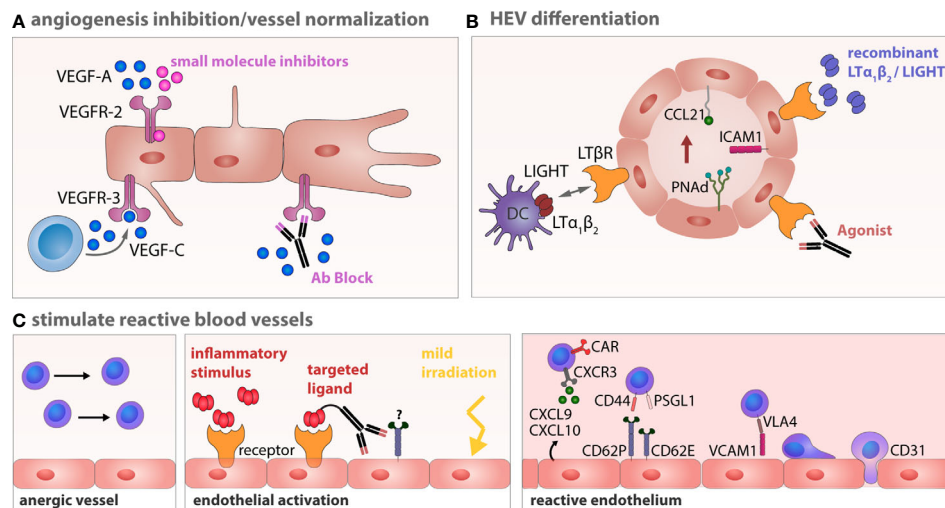 A angiogenesis inhibition/vessel normalization
VEGF-A
small molecule inhibitors
VEGFR-2
VEGFR-3
VEGF-C
Ab Block
B HEV differentiation
recombinant
LTα₁β₂ / LIGHT
CCL21
ICAM1
LTβR
LIGHT
PNAd
DC
LTα₁β₂
Agonist
C stimulate reactive blood vessels
anergic vessel
inflammatory
stimulus
targeted
ligand
mild
irradiation
?
receptor
endothelial activation
CAR
CXCR3
CD44
PSGL1
CXCL9
CXCL10
VLA4
CD62P
CD62E
VCAM1
CD31
reactive endothelium